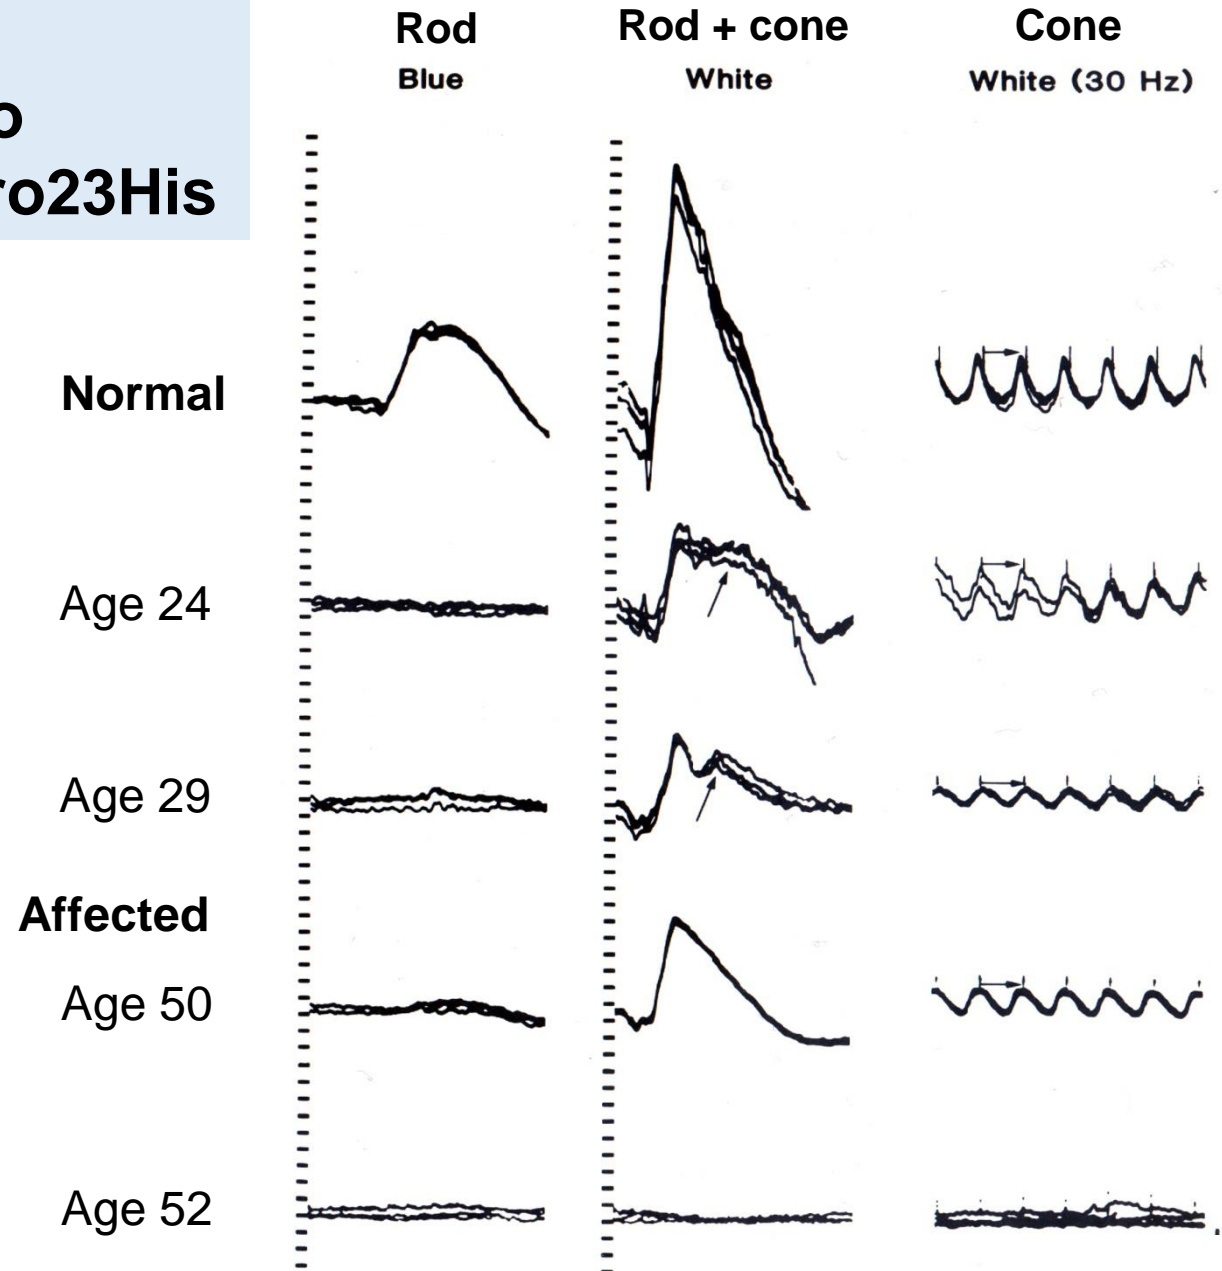 Rod
Rod + cone
Cone
Blue
White
White (30 Hz)
o
ro23His
Normal
Age 24
Age 29
Affected
Age 50
Age 52